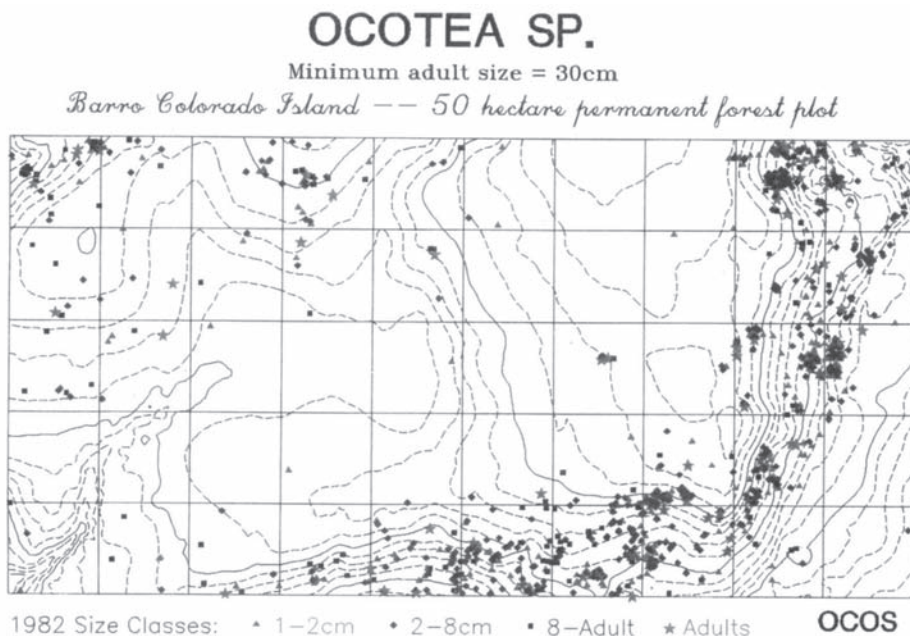 OCOTEA SP.
Minimum adult size = 30cm
Barro Colorado Island -- 50 hectare permanent forest plot
1982 Size Classes: ▲ 1-2cm ◆ 2-8cm ■ 8-Adult ★ Adults OCOS